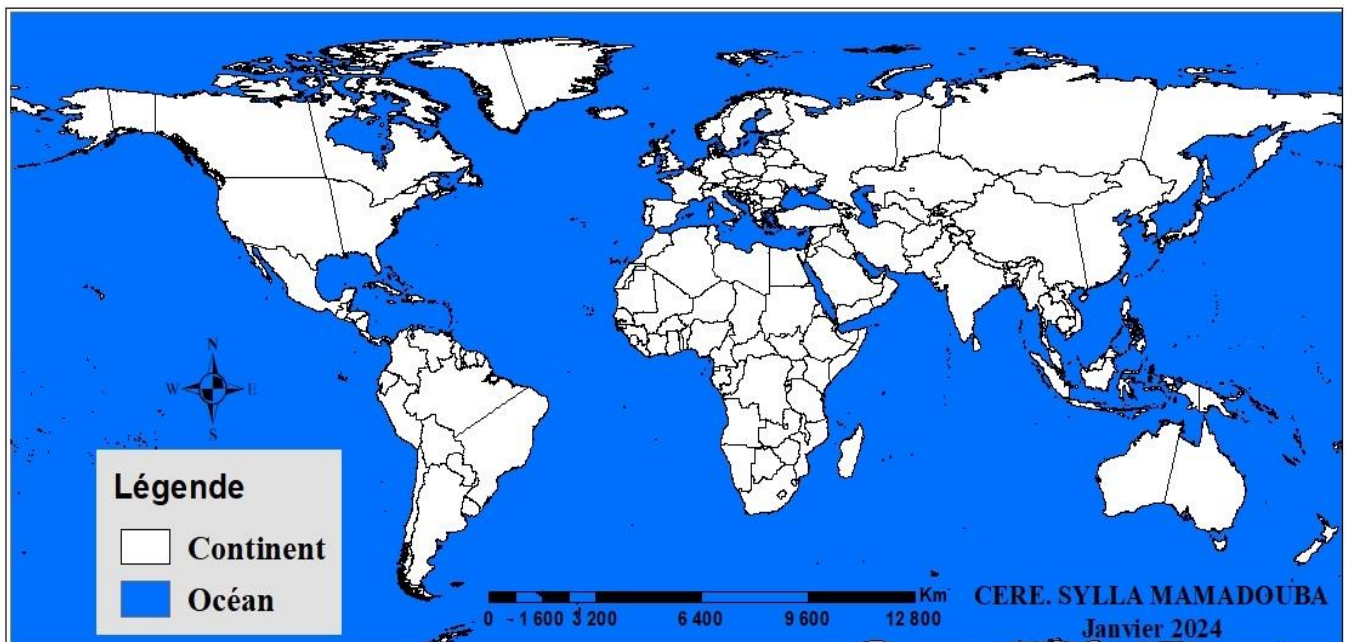 N
W E
S
Légende
Continent
Océan
Km
0 1 600 3 200 6 400 9 600 12 800
CERE. SYLLA MAMADOUBA
Janvier 2024